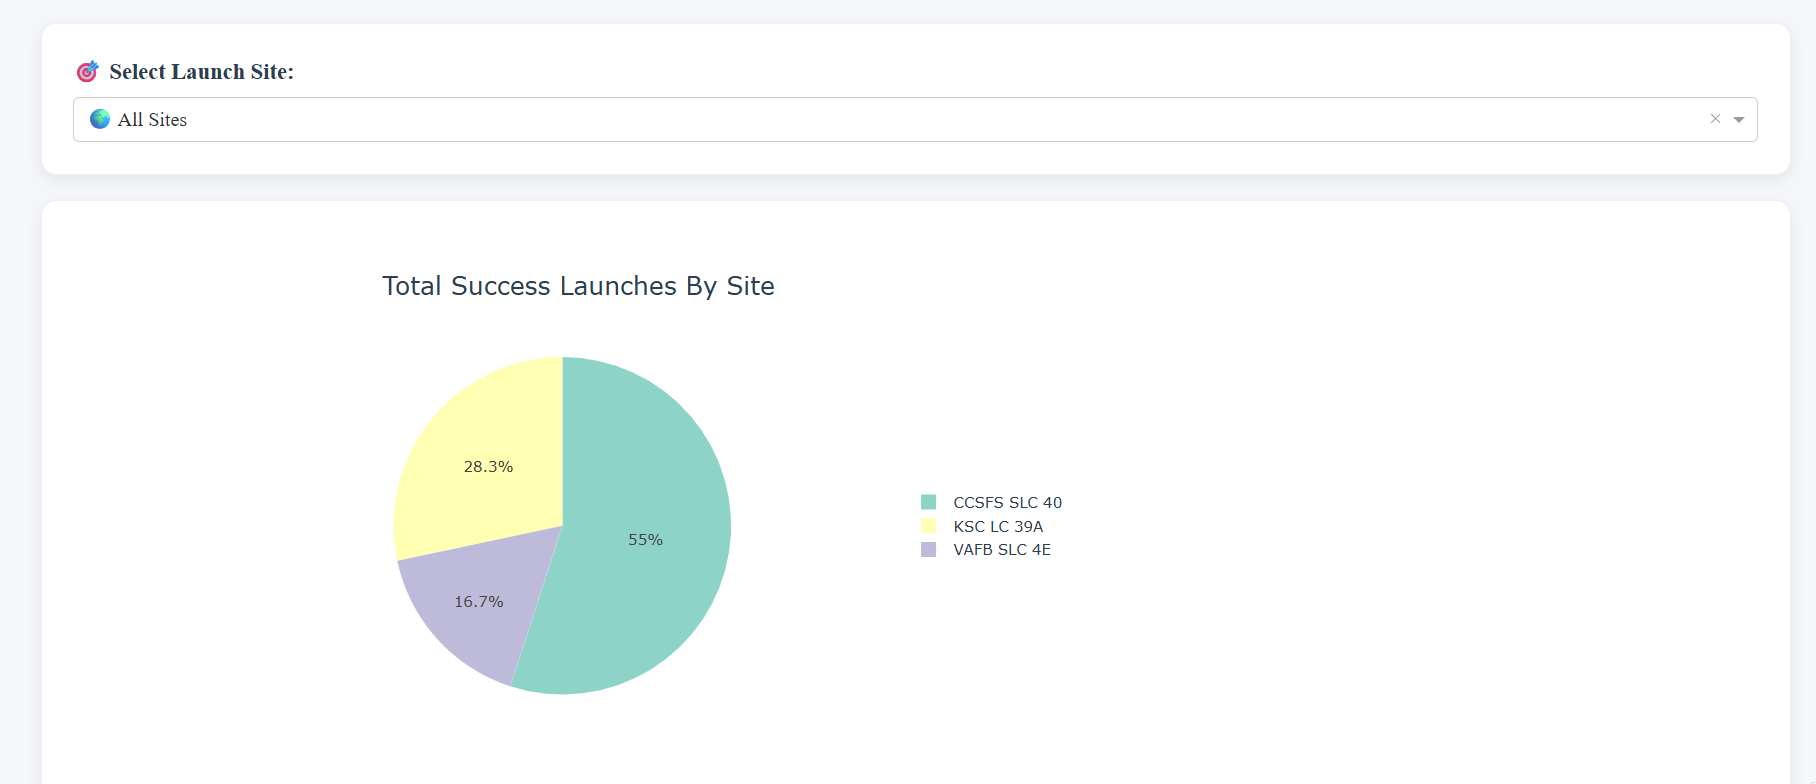 Select Launch Site:
All Sites
Total Success Launches By Site
28.3%
55%
16.7%
CCSFS SLC 40
KSC LC 39A
VAFB SLC 4E